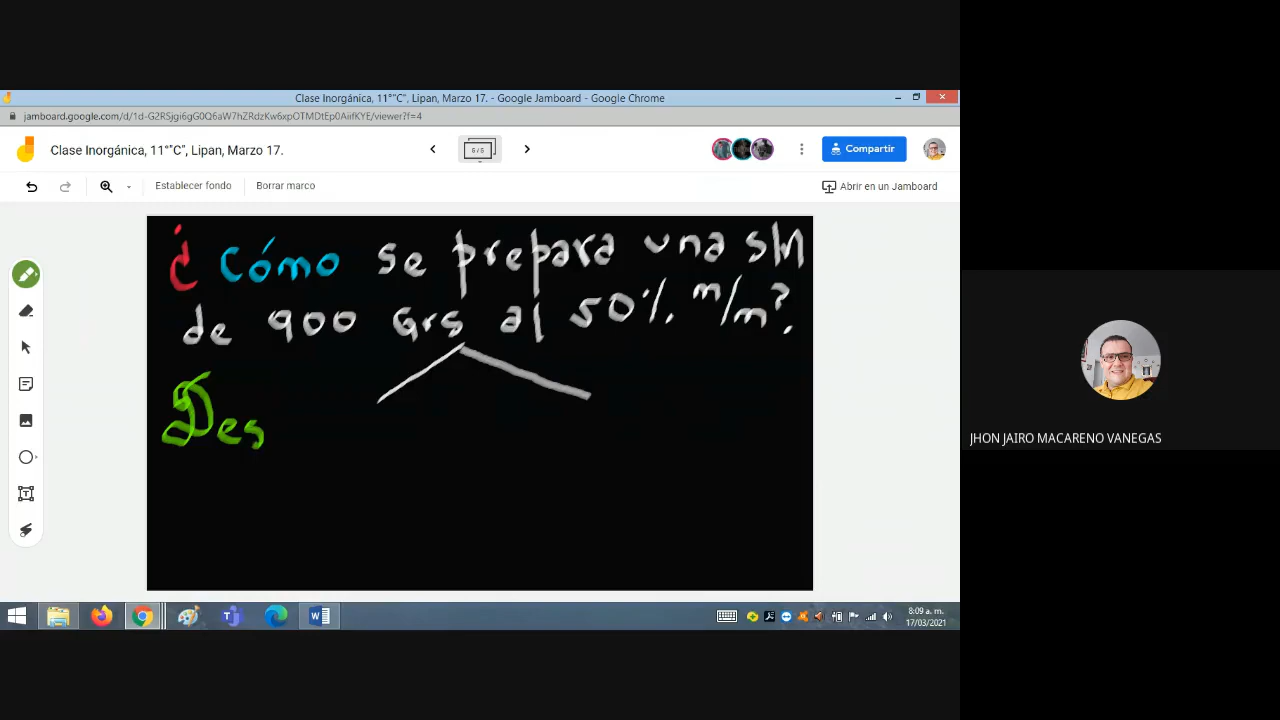 Clase Inorgánica, 11°"C", Lipan, Marzo 17. - Google Jamboard - Google Chrome
jamboard.google.com/d/1d-G2RSjgi6gG0Q6aW7hZRdzKw6xpOTMDtEp0AiifKYE/viewer?f=4
Clase Inorgánica, 11°"C", Lipan, Marzo 17.
5/5
Compartir
Establecer fondo
Borrar marco
Abrir en un Jamboard
¿Cómo se prepara una sln
de 900 Grs al 50%. m/m?.
Des
JHON JAIRO MACARENO VANEGAS
8:09 a. m.
17/03/2021